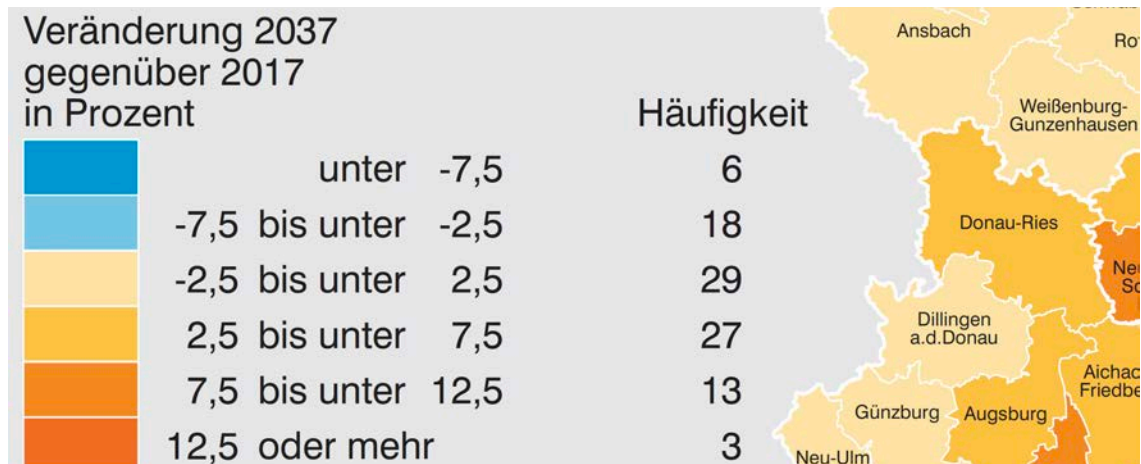 Veränderung 2037
gegenüber 2017
in Prozent
Häufigkeit
unter -7,5 6
-7,5 bis unter -2,5 18
-2,5 bis unter 2,5 29
2,5 bis unter 7,5 27
7,5 bis unter 12,5 13
12,5 oder mehr 3
Ansbach
Weißenburg-
Gunzenhausen
Donau-Ries
Dillingen
a.d.Donau
Günzburg
Augsburg
Neu-Ulm